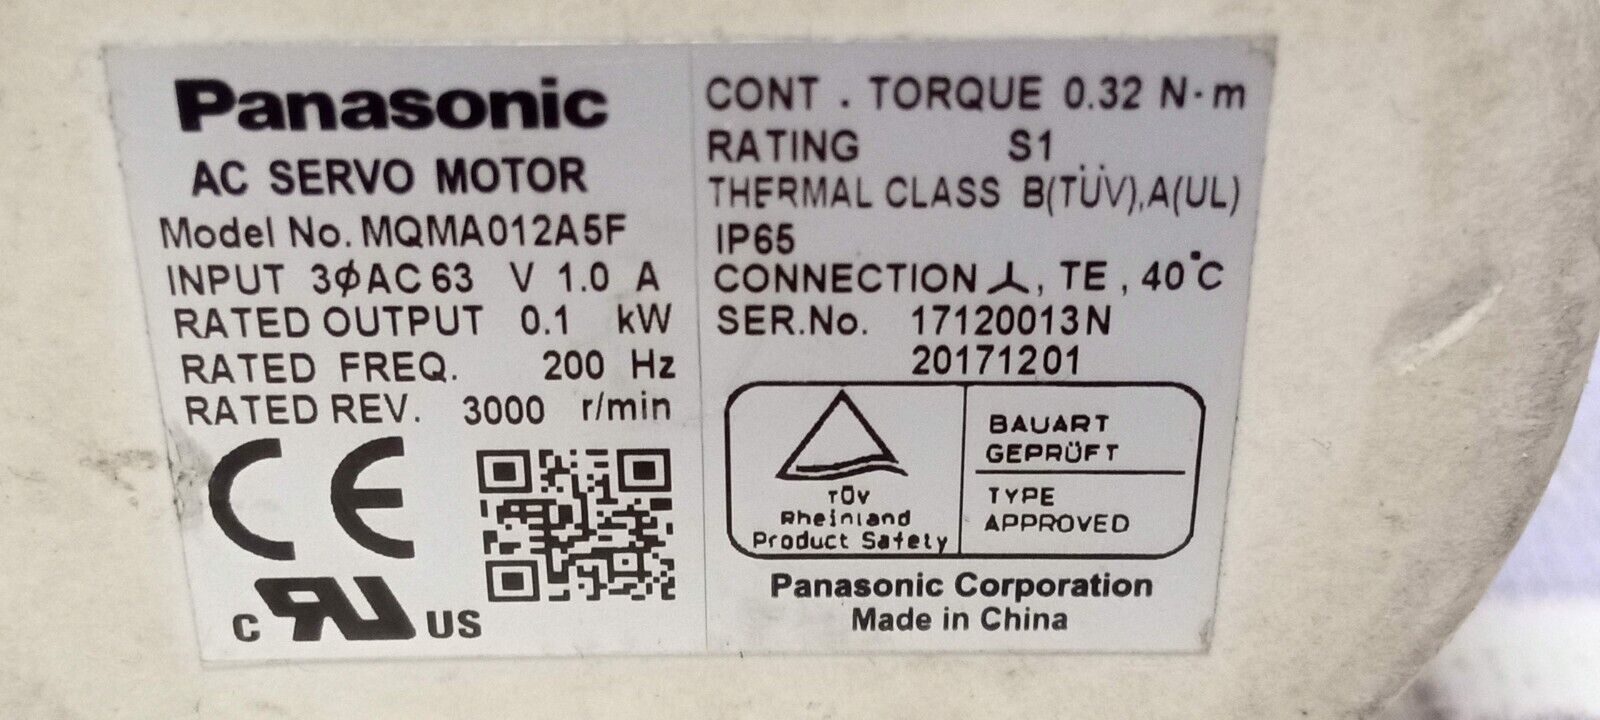 Panasonic
AC SERVO MOTOR
Model No. MQMA012A5F
INPUT 3ϕAC 63 V 1.0 A
RATED OUTPUT 0.1 kW
RATED FREQ. 200 Hz
RATED REV. 3000 r/min
CE
c RU US
CONT . TORQUE 0.32 N·m
RATING S1
THERMAL CLASS B(TÜV),A(UL)
IP65
CONNECTION ⅄, TE , 40°C
SER.No. 17120013N
20171201
TÜV
Rheinland
Product Safety
BAUART
GEPRÜFT
TYPE
APPROVED
Panasonic Corporation
Made in China